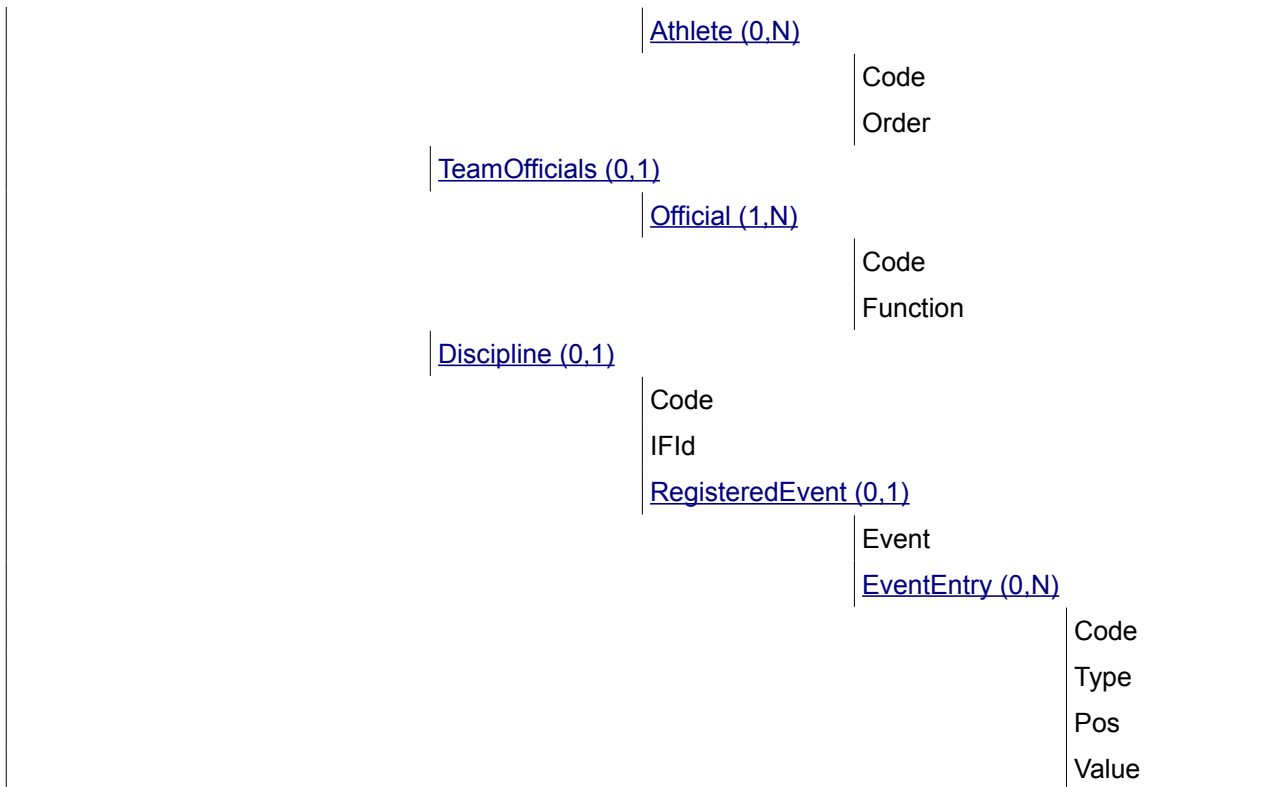 Athlete (0,N)
Code
Order
TeamOfficials (0,1)
Official (1,N)
Code
Function
Discipline (0,1)
Code
IFId
RegisteredEvent (0,1)
Event
EventEntry (0,N)
Code
Type
Pos
Value